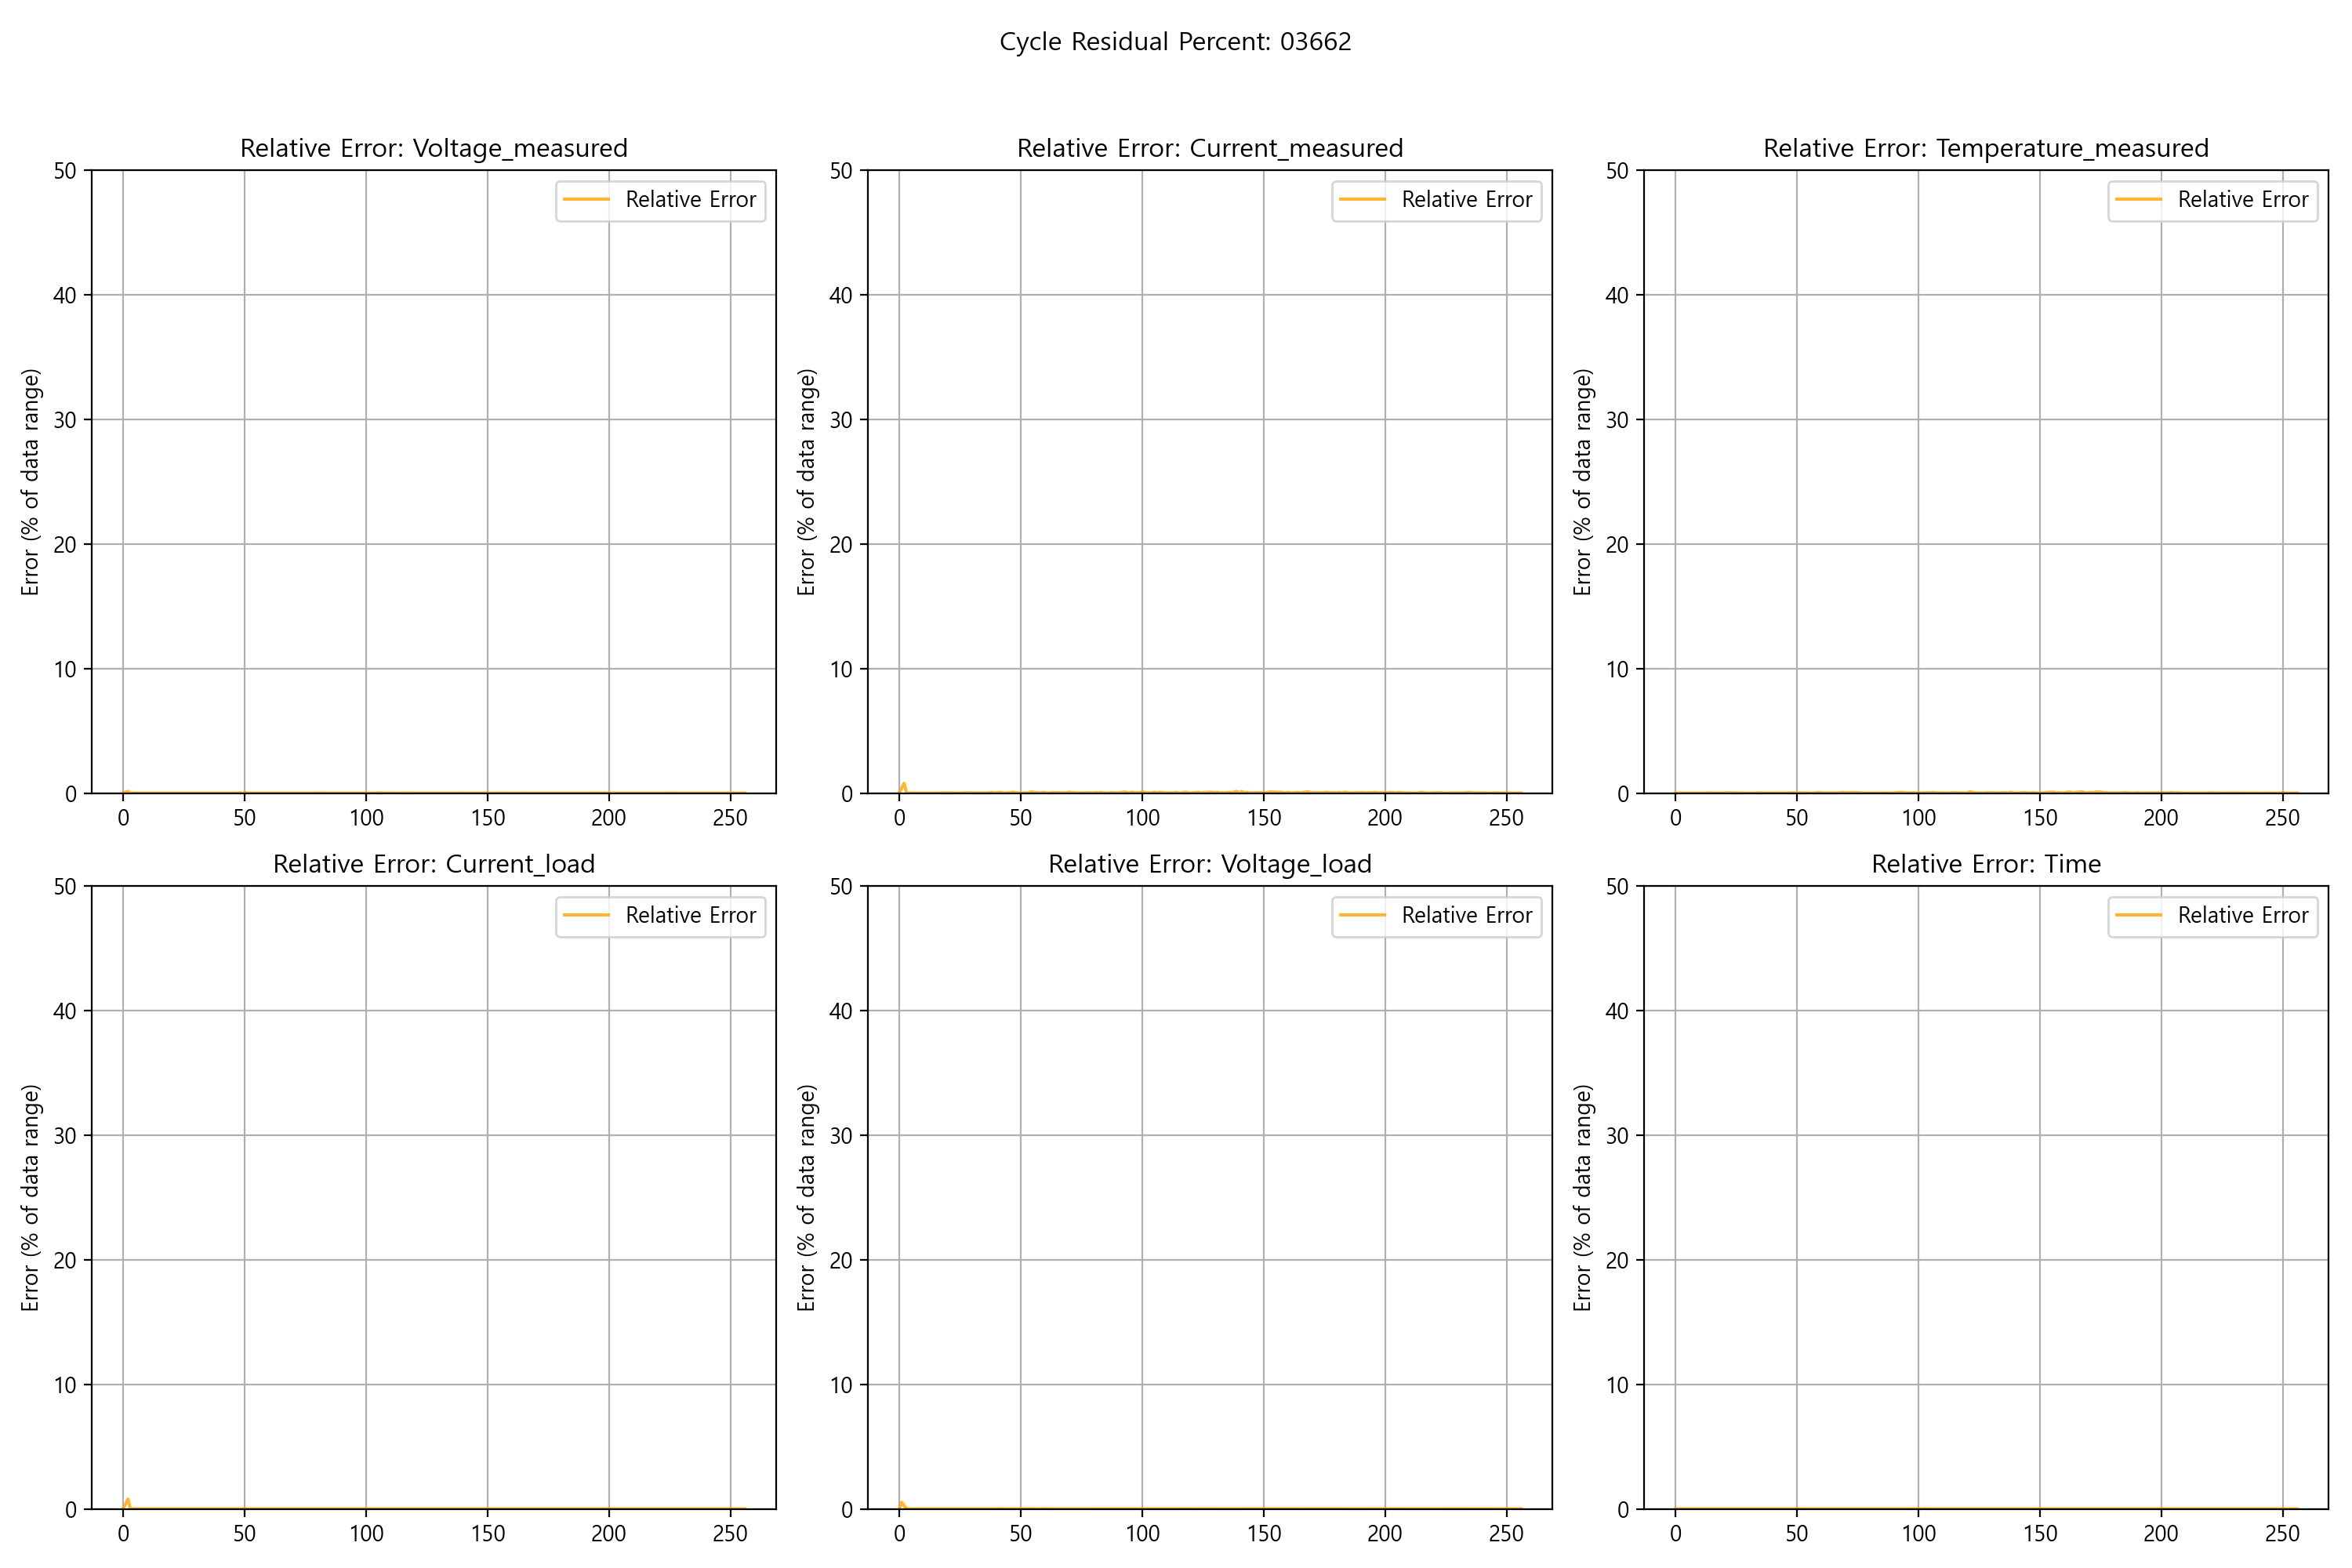 Cycle Residual Percent: 03662
Relative Error: Voltage_measured
Relative Error
Error (% of data range)
50
40
30
20
10
0
0 50 100 150 200 250
Relative Error: Current_measured
Relative Error
Error (% of data range)
50
40
30
20
10
0
0 50 100 150 200 250
Relative Error: Temperature_measured
Relative Error
Error (% of data range)
50
40
30
20
10
0
0 50 100 150 200 250
Relative Error: Current_load
Relative Error
Error (% of data range)
50
40
30
20
10
0
0 50 100 150 200 250
Relative Error: Voltage_load
Relative Error
Error (% of data range)
50
40
30
20
10
0
0 50 100 150 200 250
Relative Error: Time
Relative Error
Error (% of data range)
50
40
30
20
10
0
0 50 100 150 200 250